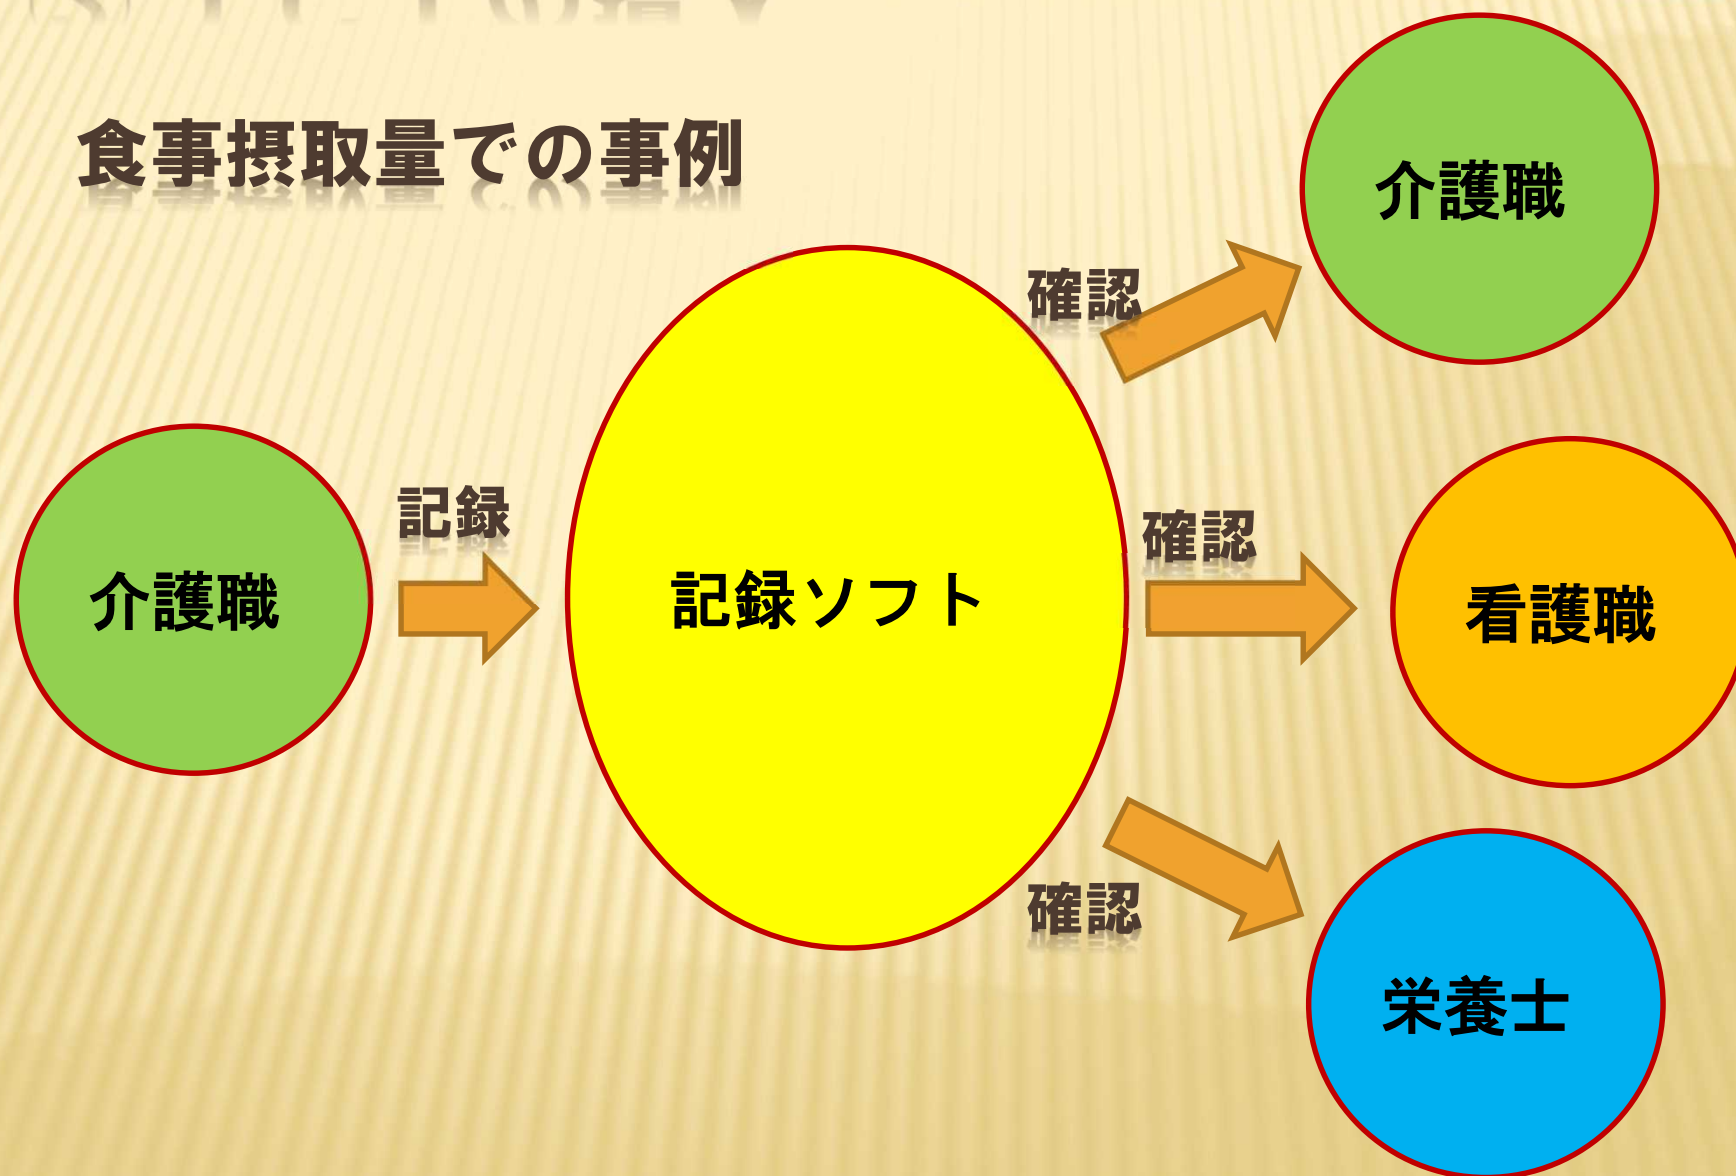 食事摂取量での事例
介護職
確認
記録
確認
介護職
記録ソフト
看護職
確認
栄養士